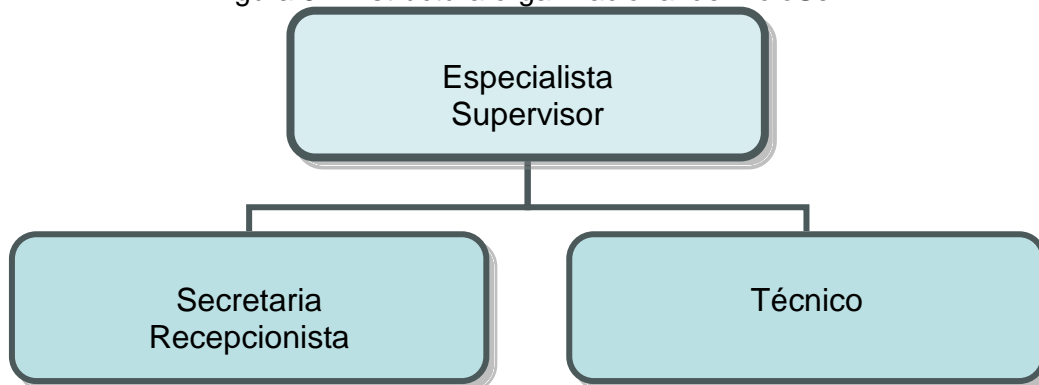 Especialista
Supervisor
Secretaria
Recepcionista
Técnico